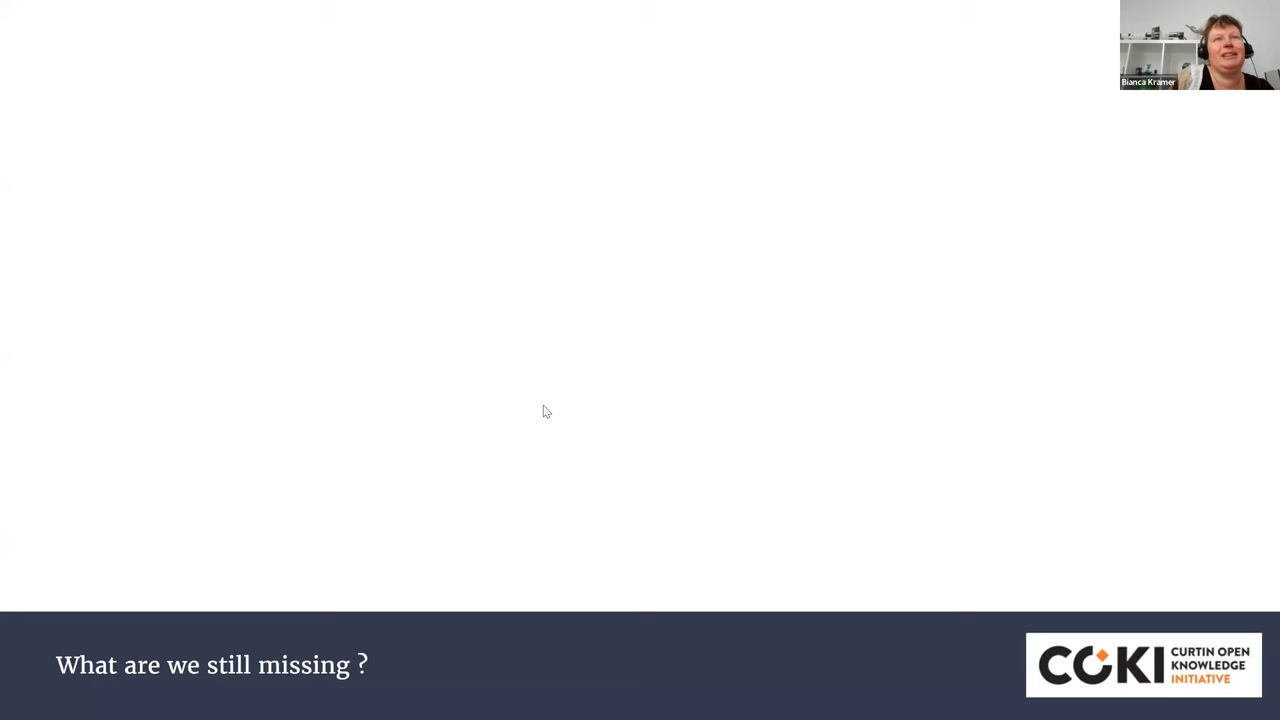 Bianca Kramer
What are we still missing ?
COKI
CURTIN OPEN
KNOWLEDGE
INITIATIVE